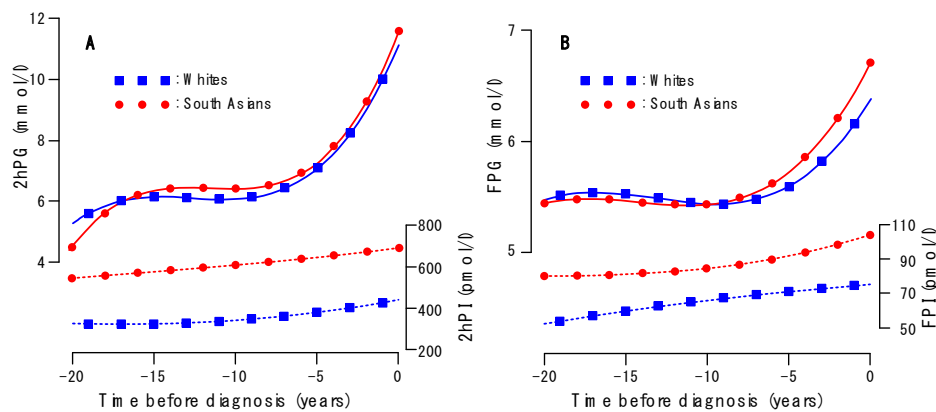 A
: Whites
: South Asians
2hPG (mmol/l)
12
10
8
6
4
800
600
400
200
2hPI (pmol/l)
-20 -15 -10 -5 0
Time before diagnosis (years)
B
: Whites
: South Asians
FPG (mmol/l)
7
6
5
110
90
70
50
FPI (pmol/l)
-20 -15 -10 -5 0
Time before diagnosis (years)